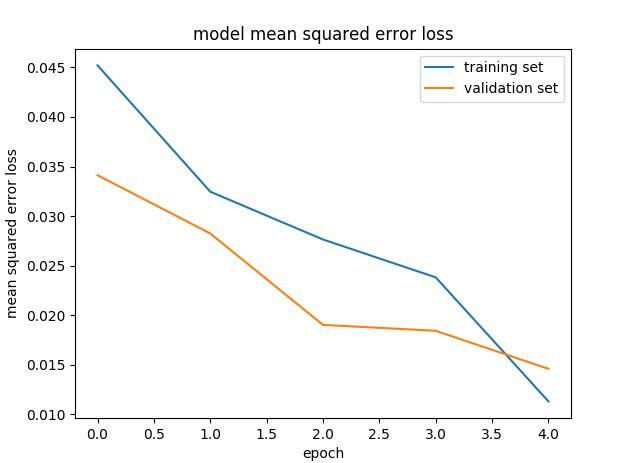 model mean squared error loss
training set
validation set
mean squared error loss
0.045
0.040
0.035
0.030
0.025
0.020
0.015
0.010
0.0 0.5 1.0 1.5 2.0 2.5 3.0 3.5 4.0
epoch